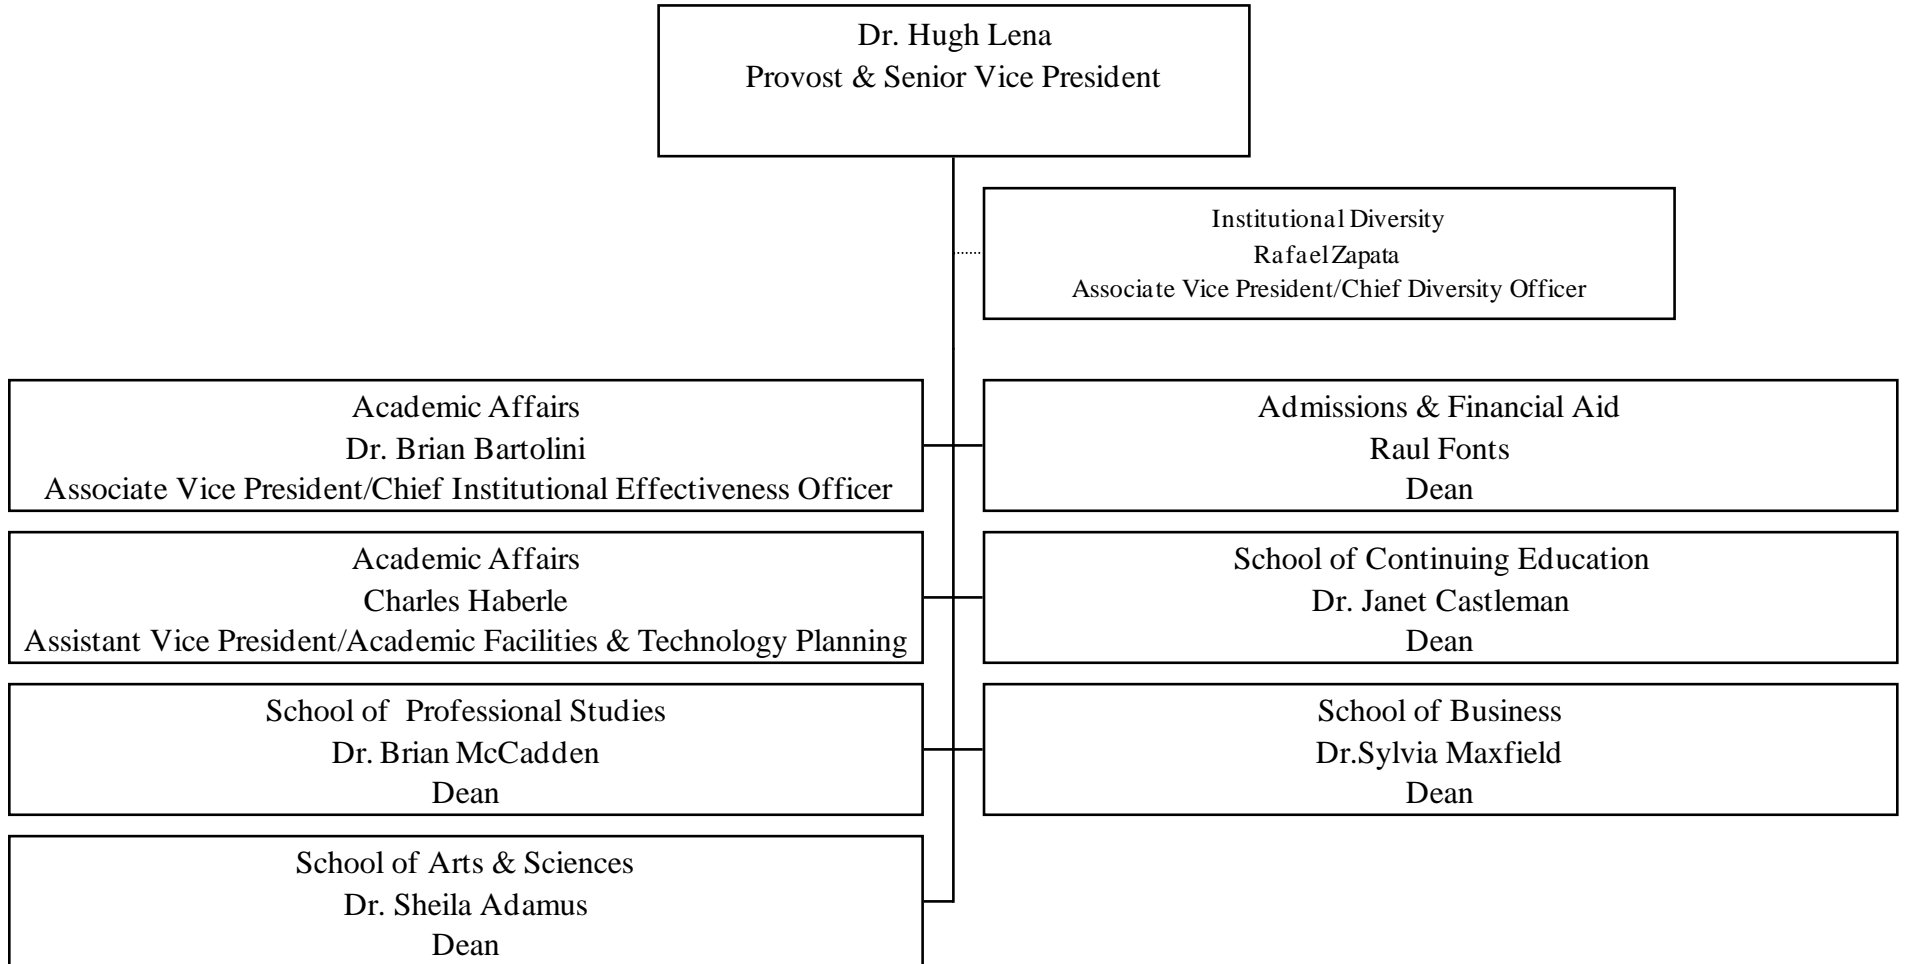 Dr. Hugh Lena
Provost & Senior Vice President
Institutional Diversity
Rafael Zapata
Associate Vice President/Chief Diversity Officer
Academic Affairs
Dr. Brian Bartolini
Associate Vice President/Chief Institutional Effectiveness Officer
Admissions & Financial Aid
Raul Fonts
Dean
Academic Affairs
Charles Haberle
Assistant Vice President/Academic Facilities & Technology Planning
School of Continuing Education
Dr. Janet Castleman
Dean
School of Professional Studies
Dr. Brian McCadden
Dean
School of Business
Dr.Sylvia Maxfield
Dean
School of Arts & Sciences
Dr. Sheila Adamus
Dean